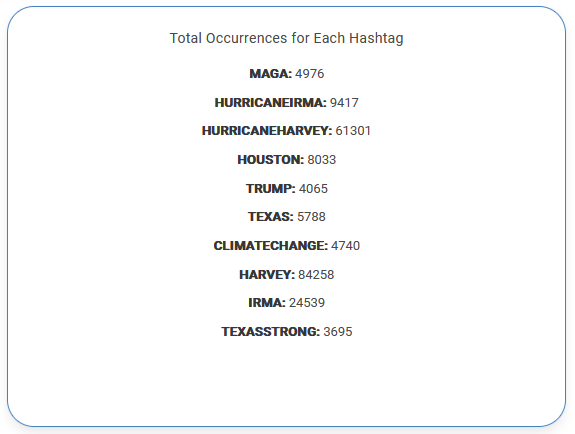 Total Occurrences for Each Hashtag
MAGA: 4976
HURRICANEIRMA: 9417
HURRICANEHARVEY: 61301
HOUSTON: 8033
TRUMP: 4065
TEXAS: 5788
CLIMATECHANGE: 4740
HARVEY: 84258
IRMA: 24539
TEXASSTRONG: 3695